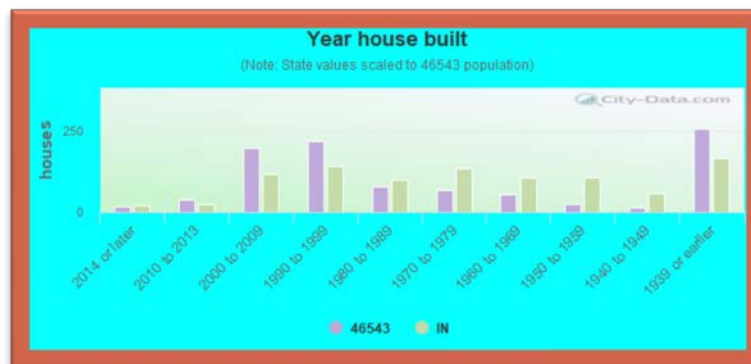 Year house built
(Note: State values scaled to 46543 population)
City-Data.com
houses
250
0
2014 or later
2010 to 2013
2000 to 2009
1990 to 1999
1980 to 1989
1970 to 1979
1960 to 1969
1950 to 1959
1940 to 1949
1939 or earlier
46543
IN